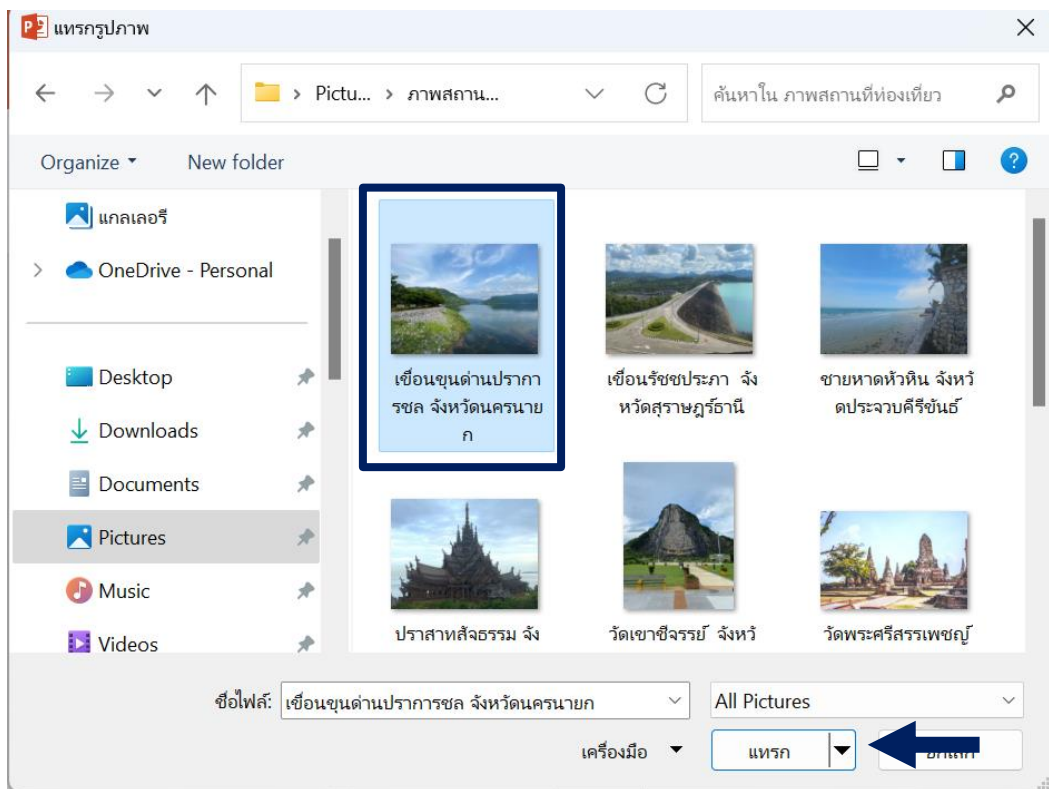 แทรกรูปภาพ
Pictu... > ภาพสถาน...
ค้นหาใน ภาพสถานที่ท่องเที่ยว
Organize
New folder
แกลเลอรี
OneDrive - Personal
Desktop
Downloads
Documents
Pictures
Music
Videos
เขื่อนขุนด่านปรากา
รชล จังหวัดนครนาย
ก
เขื่อนรัชชประภา จัง
หวัดสุราษฎร์ธานี
ชายหาดหัวหิน จังหวั
ดประจวบคีรีขันธ์
ปราสาทสัจธรรม จัง
วัดเขาชีจรรย์ จังหวั
วัดพระศรีสรรเพชญ์
ชื่อไฟล์:
เขื่อนขุนด่านปราการชล จังหวัดนครนายก
All Pictures
เครื่องมือ
แทรก